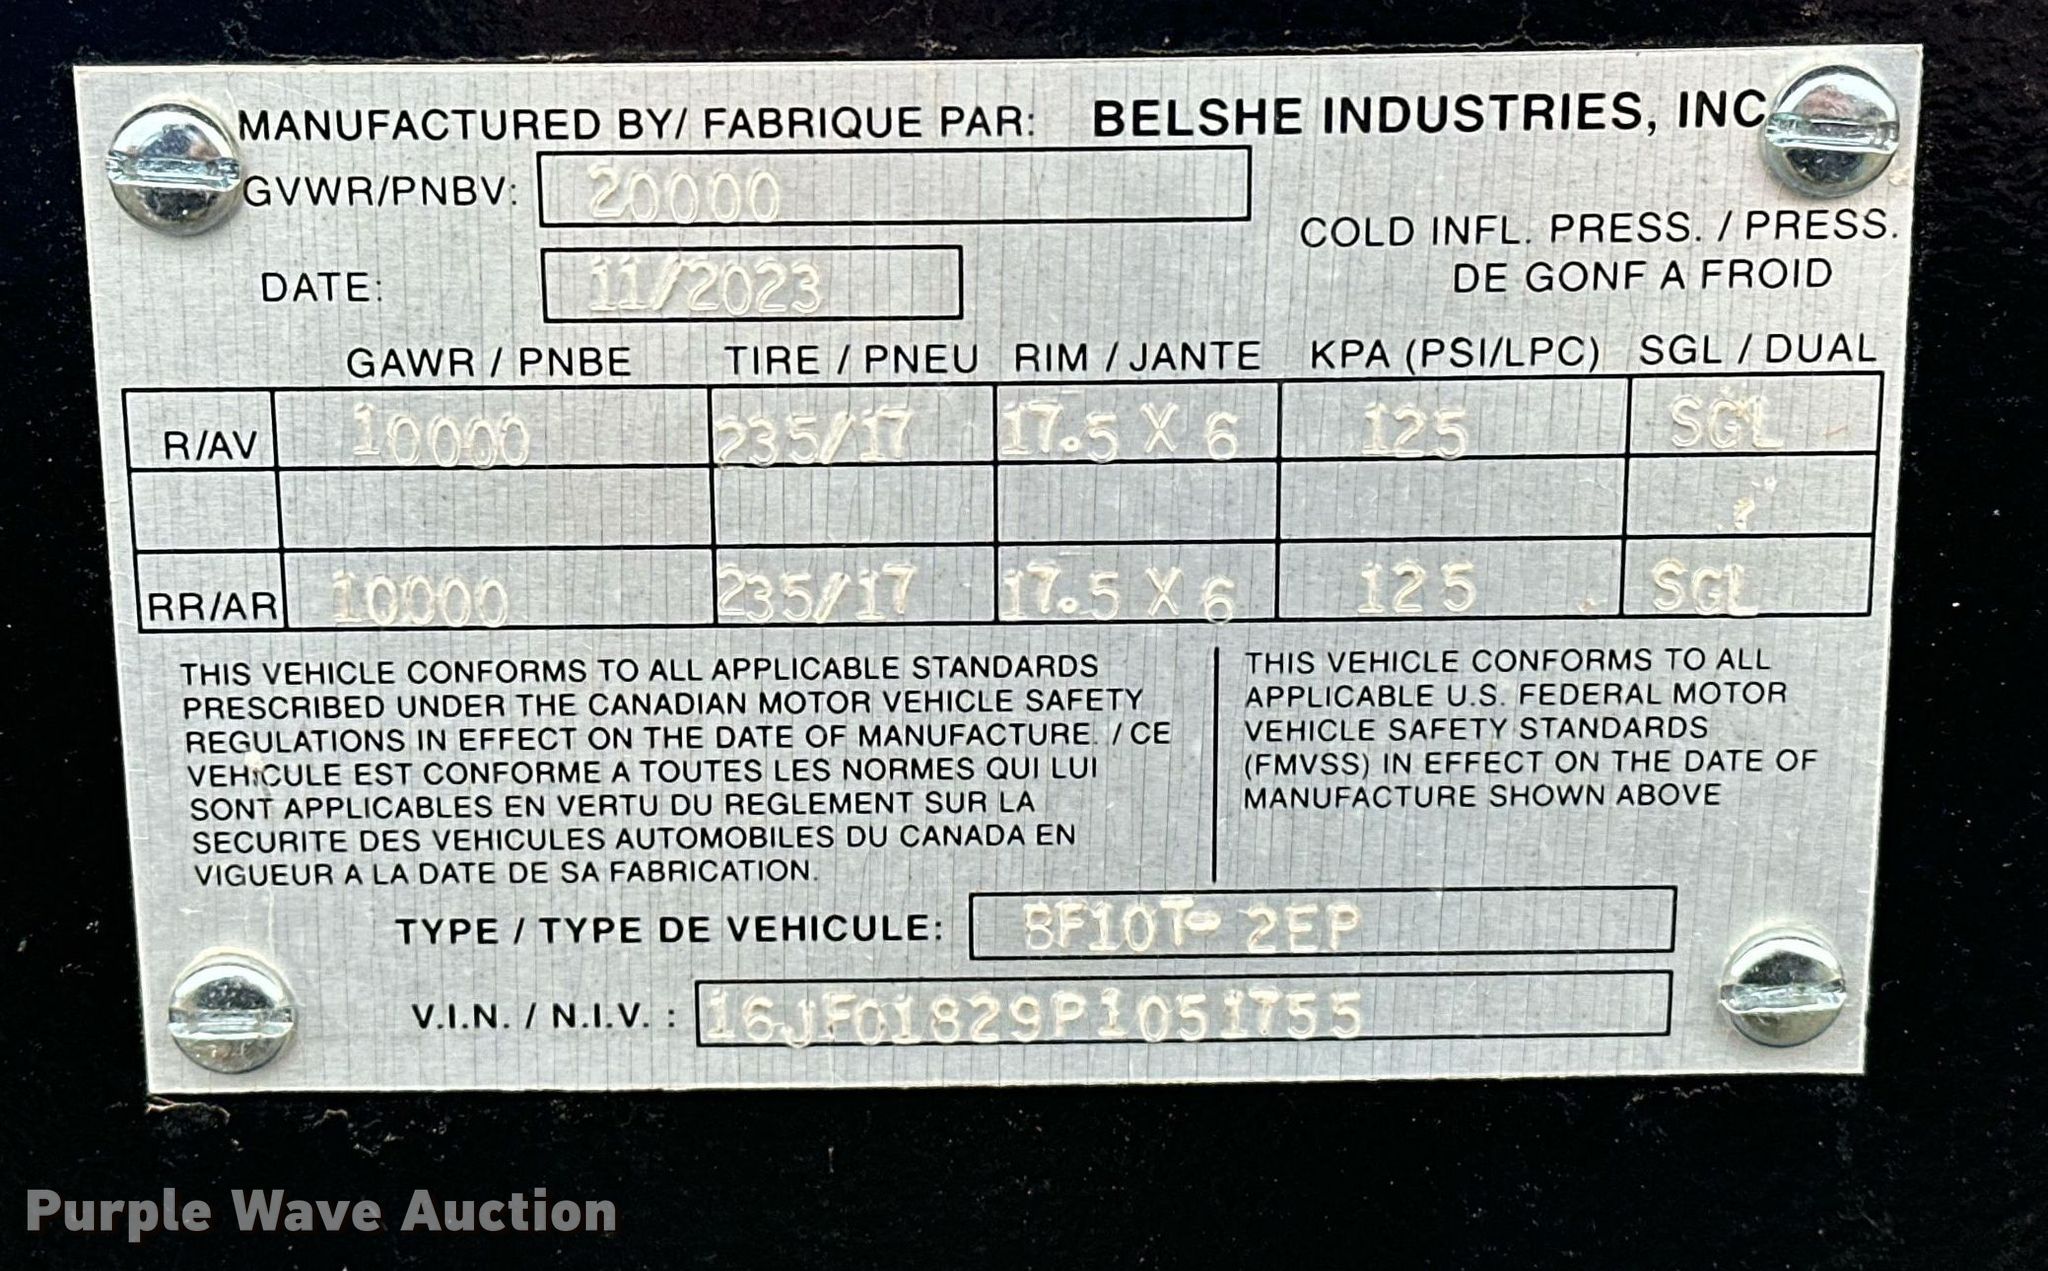 MANUFACTURED BY/ FABRIQUE PAR: BELSHE INDUSTRIES, INC
GVWR/PNBV: 20000
COLD INFL. PRESS. / PRESS.
DE GONF A FROID
DATE: 11/2023
GAWR / PNBE TIRE / PNEU RIM / JANTE KPA (PSI/LPC) SGL / DUAL
R/AV 10000 235/17 17.5 X 6 125 SGL
RR/AR 10000 235/17 17.5 X 6 125 SGL
THIS VEHICLE CONFORMS TO ALL APPLICABLE STANDARDS
PRESCRIBED UNDER THE CANADIAN MOTOR VEHICLE SAFETY
REGULATIONS IN EFFECT ON THE DATE OF MANUFACTURE. / CE
VEHICULE EST CONFORME A TOUTES LES NORMES QUI LUI
SONT APPLICABLES EN VERTU DU REGLEMENT SUR LA
SECURITE DES VEHICULES AUTOMOBILES DU CANADA EN
VIGUEUR A LA DATE DE SA FABRICATION.
THIS VEHICLE CONFORMS TO ALL
APPLICABLE U.S. FEDERAL MOTOR
VEHICLE SAFETY STANDARDS
(FMVSS) IN EFFECT ON THE DATE OF
MANUFACTURE SHOWN ABOVE
TYPE / TYPE DE VEHICULE: BF10T- 2EP
V.I.N. / N.I.V. : 16JF01829P1051755
Purple Wave Auction